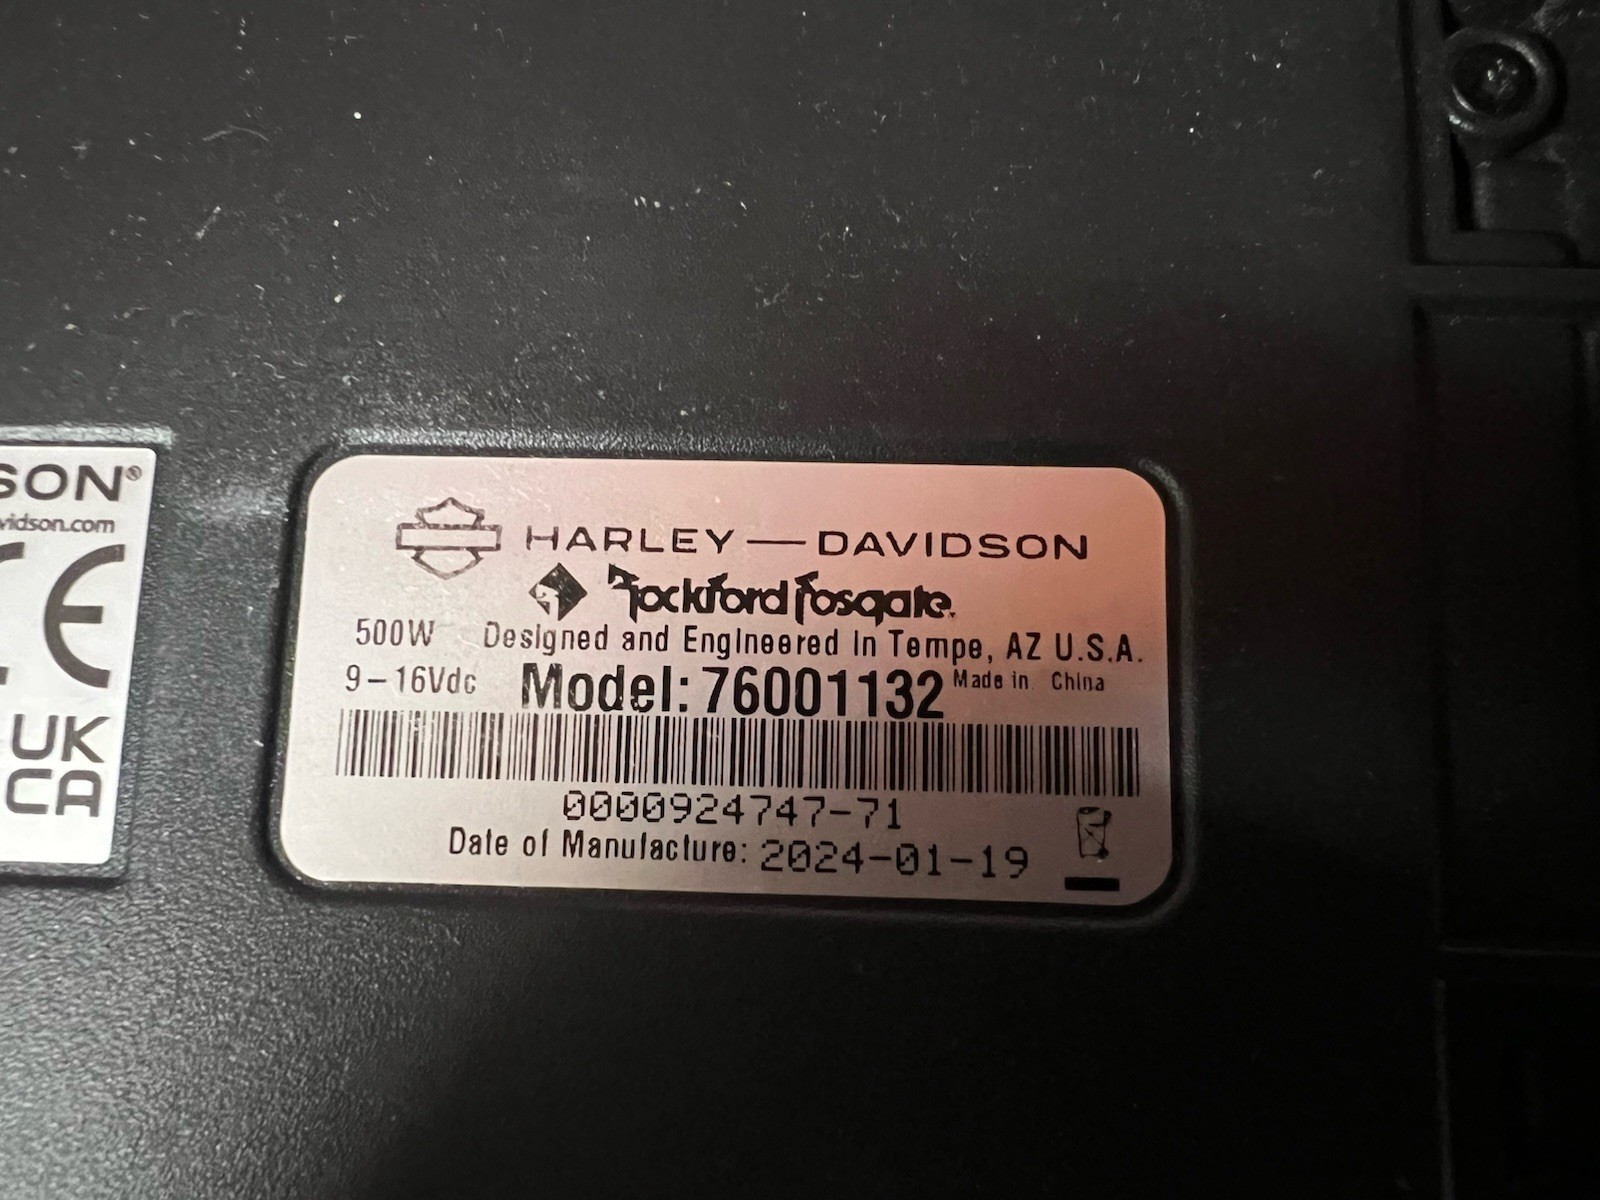 SON®
vidson.com
CE
UK
CA
HARLEY—DAVIDSON
Rockford Fosgate.
500W Designed and Engineered in Tempe, AZ U.S.A.
9-16Vdc Model: 76001132 Made in China
0000924747-71
Date of Manufacture: 2024-01-19